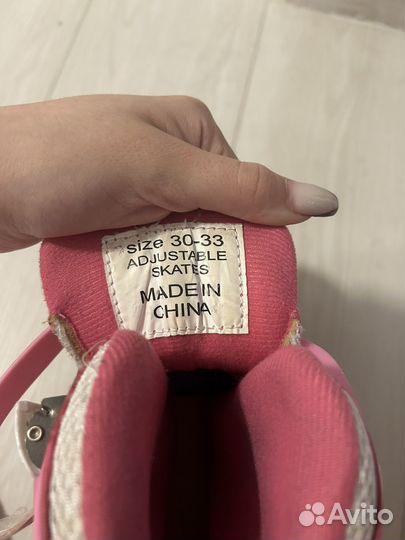 size 30-33
ADJUSTABLE
SKATES
MADE IN
CHINA
Avito